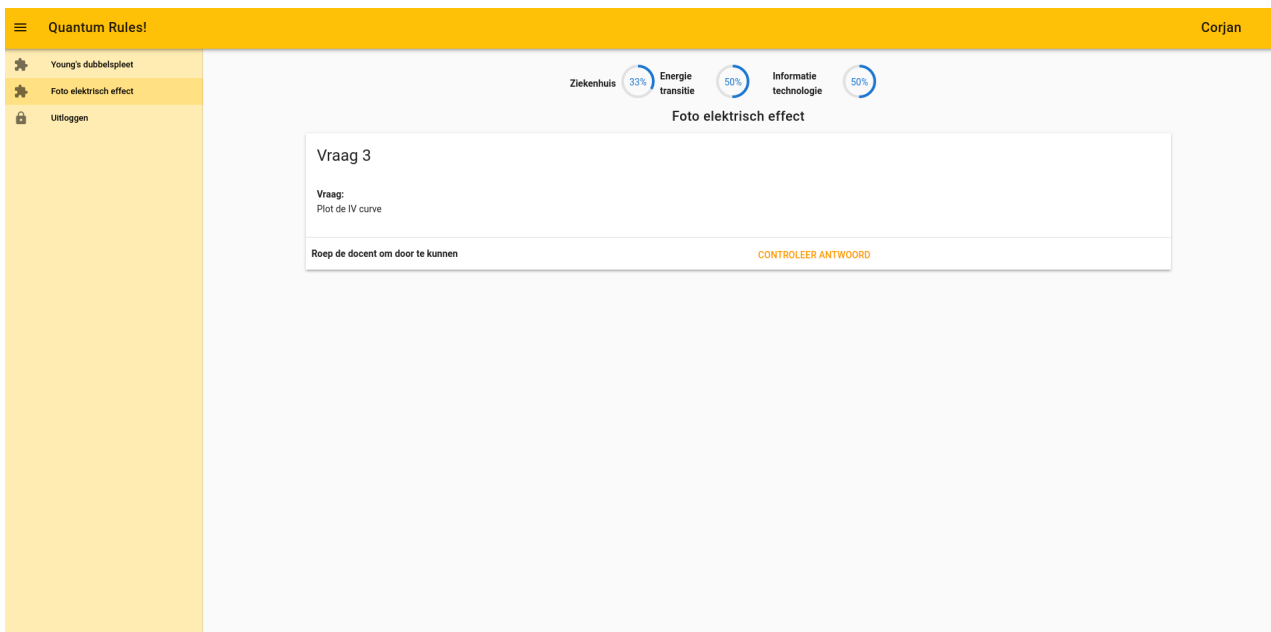 Quantum Rules!
Corjan
Young's dubbelspleet
Foto elektrisch effect
Uitloggen
Ziekenhuis
33%
Energie
transitie
50%
Informatie
technologie
50%
Foto elektrisch effect
Vraag 3
Vraag:
Plot de IV curve
Roep de docent om door te kunnen
CONTROLEER ANTWOORD